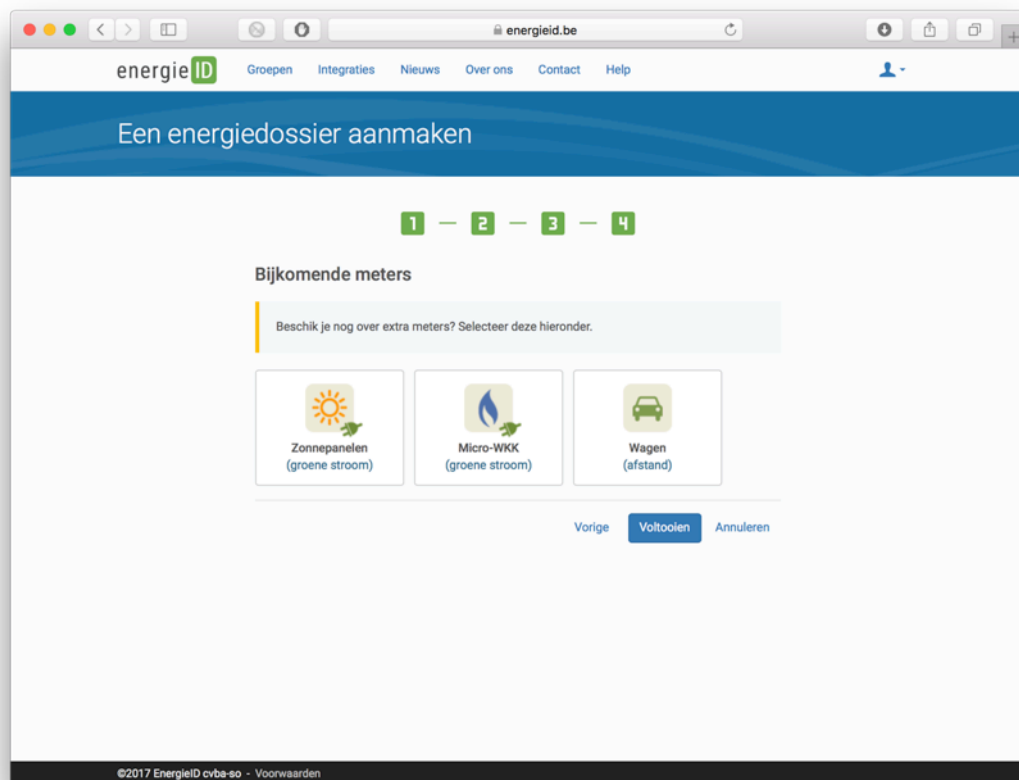 energieid.be
energieID
Groepen Integraties Nieuws Over ons Contact Help
Een energiedossier aanmaken
1 2 3 4
Bijkomende meters
Beschik je nog over extra meters? Selecteer deze hieronder.
Zonnepanelen
(groene stroom)
Micro-WKK
(groene stroom)
Wagen
(afstand)
Vorige Voltooien Annuleren
©2017 EnergieID cvba-so - Voorwaarden